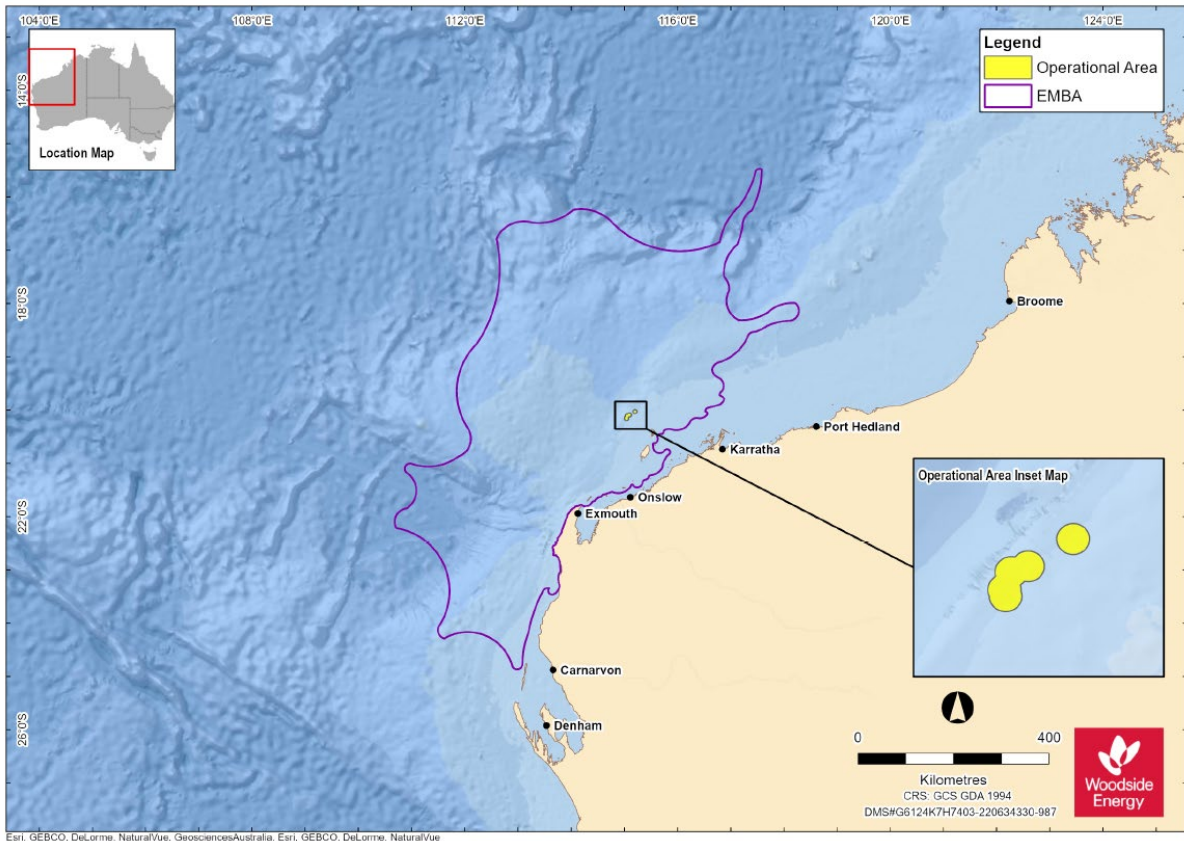 104°0'E
108°0'E
112°0'E
116°0'E
120°0'E
124°0'E
Location Map
Legend
Operational Area
EMBA
14°0'S
18°0'S
22°0'S
26°0'S
Broome
Port Hedland
Karratha
Onslow
Exmouth
Carnarvon
Denham
Operational Area Inset Map
0
400
Kilometres
CRS: GCS GDA 1994
DMS#G6124K7H7403-220634330-987
Woodside
Energy
Esri, GEBCO, DeLorme, NaturalVue, GeosciencesAustralia, Esri, GEBCO, DeLorme, NaturalVue